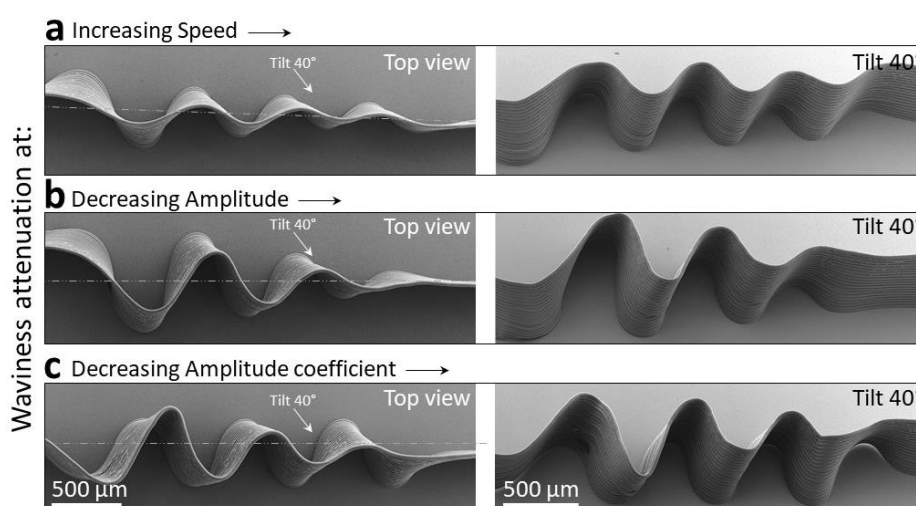 Waviness attenuation at:
a Increasing Speed →
Tilt 40°
Top view
Tilt 40°
b Decreasing Amplitude →
Tilt 40°
Top view
Tilt 40°
c Decreasing Amplitude coefficient →
Tilt 40°
Top view
Tilt 40°
500 µm
500 µm